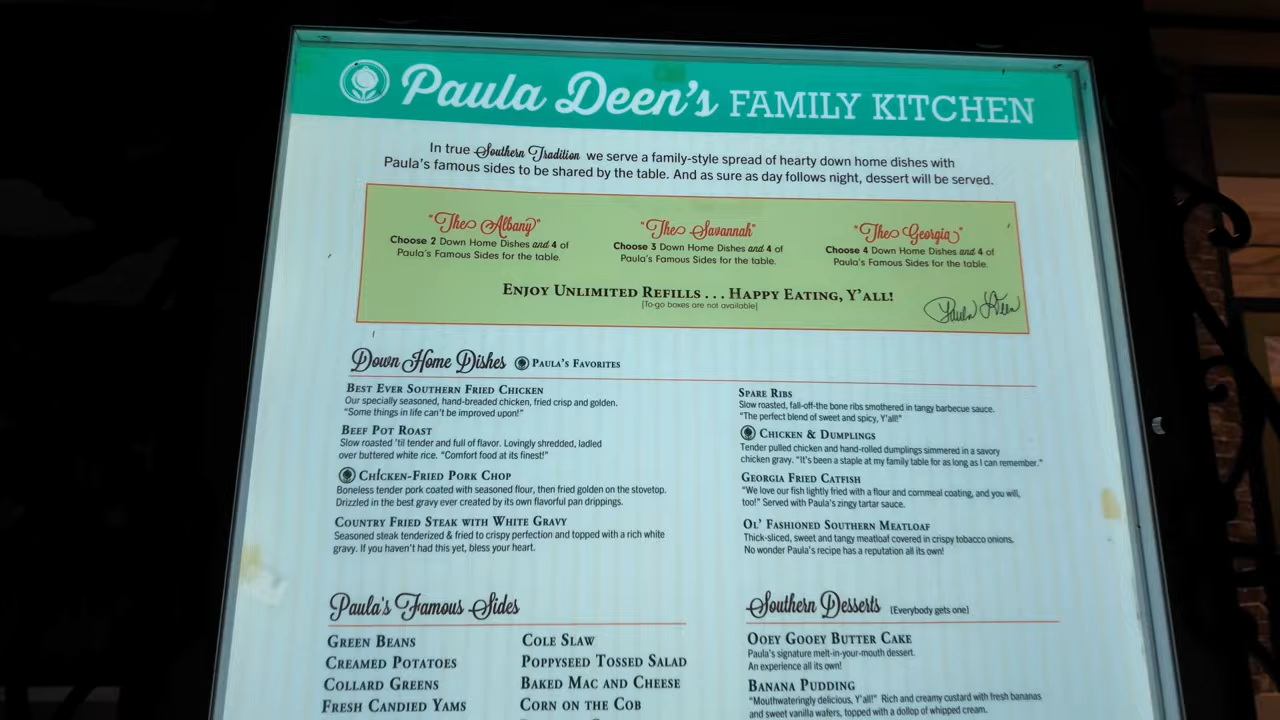 Paula Deen's FAMILY KITCHEN
In true Southern Tradition we serve a family-style spread of hearty down home dishes with
Paula's famous sides to be shared by the table. And as sure as day follows night, dessert will be served.
"The Albany"
Choose 2 Down Home Dishes and 4 of
Paula's Famous Sides for the table.
"The Savannah"
Choose 3 Down Home Dishes and 4 of
Paula's Famous Sides for the table.
"The Georgia"
Choose 4 Down Home Dishes and 4 of
Paula's Famous Sides for the table.
ENJOY UNLIMITED REFILLS . . . HAPPY EATING, Y'ALL!
[To-go boxes are not available]
Paula Deen
Down Home Dishes PAULA'S FAVORITES
BEST EVER SOUTHERN FRIED CHICKEN
Our specially seasoned, hand-breaded chicken, fried crisp and golden.
"Some things in life can't be improved upon!"
BEEF POT ROAST
Slow roasted 'til tender and full of flavor. Lovingly shredded, ladled
over buttered white rice. "Comfort food at its finest!"
CHICKEN-FRIED PORK CHOP
Boneless tender pork coated with seasoned flour, then fried golden on the stovetop.
Drizzled in the best gravy ever created by its own flavorful pan drippings.
COUNTRY FRIED STEAK WITH WHITE GRAVY
Seasoned steak tenderized & fried to crispy perfection and topped with a rich white
gravy. If you haven't had this yet, bless your heart.
SPARE RIBS
Slow roasted, fall-off-the bone ribs smothered in tangy barbecue sauce.
"The perfect blend of sweet and spicy, Y'all!"
CHICKEN & DUMPLINGS
Tender pulled chicken and hand-rolled dumplings simmered in a savory
chicken gravy. "It's been a staple at my family table for as long as I can remember."
GEORGIA FRIED CATFISH
"We love our fish lightly fried with a flour and cornmeal coating, and you will,
too!" Served with Paula's zingy tartar sauce.
OL' FASHIONED SOUTHERN MEATLOAF
Thick-sliced, sweet and tangy meatloaf covered in crispy tobacco onions.
No wonder Paula's recipe has a reputation all its own!
Paula's Famous Sides
GREEN BEANS
CREAMED POTATOES
COLLARD GREENS
FRESH CANDIED YAMS
COLE SLAW
POPPYSEED TOSSED SALAD
BAKED MAC AND CHEESE
CORN ON THE COB
Southern Desserts [Everybody gets one]
OOEY GOOEY BUTTER CAKE
Paula's signature melt-in-your-mouth dessert.
An experience all its own!
BANANA PUDDING
"Mouthwateringly delicious, Y'all!" Rich and creamy custard with fresh bananas
and sweet vanilla wafers, topped with a dollop of whipped cream.